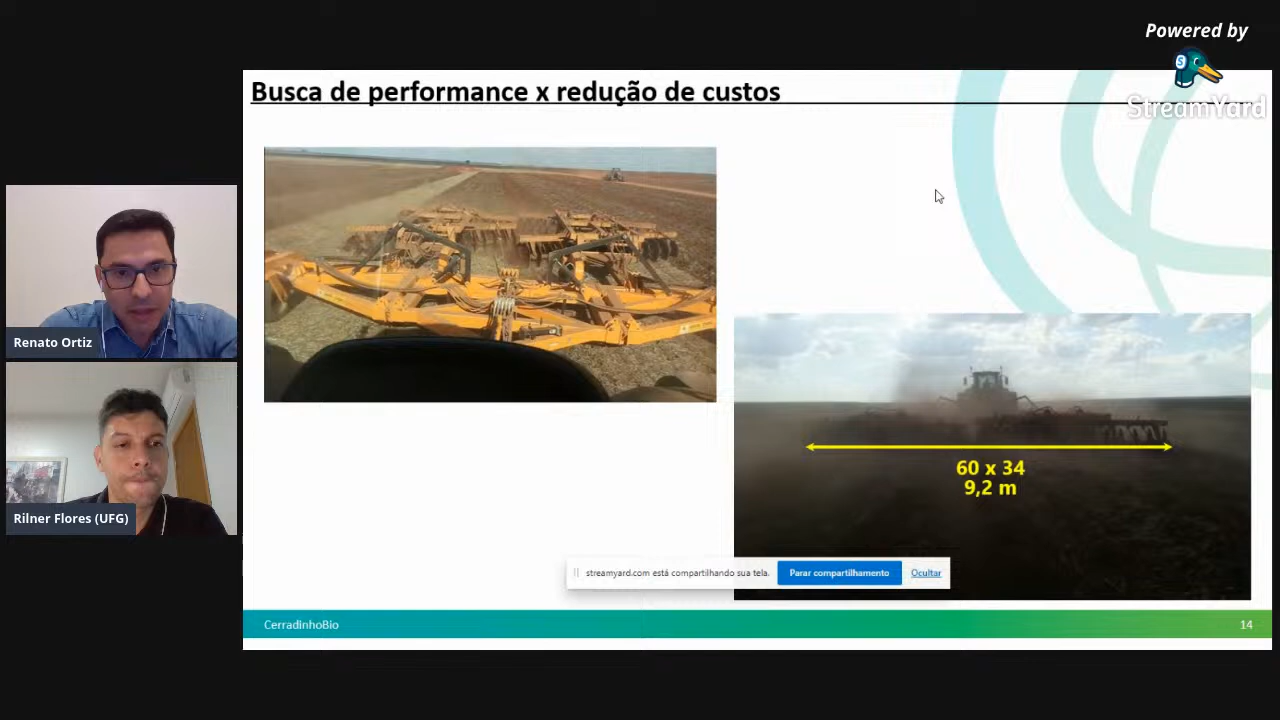 Powered by
StreamYard
Busca de performance x redução de custos
Renato Ortiz
Rilner Flores (UFG)
60 x 34
9,2 m
streamyard.com está compartilhando sua tela.
Parar compartilhamento
Ocultar
CerradinhoBio
14